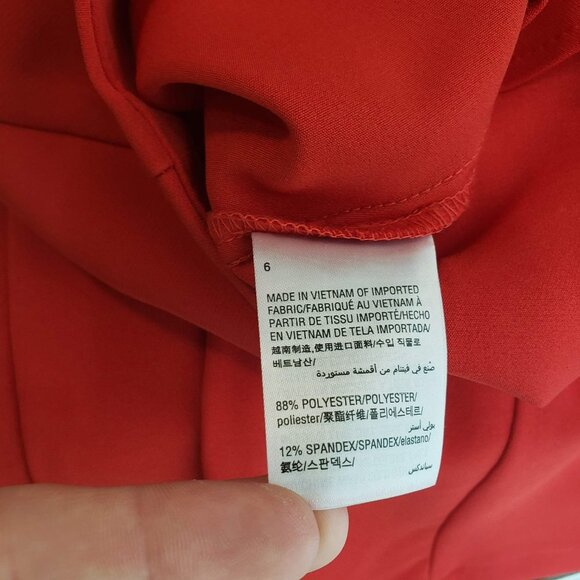 6
MADE IN VIETNAM OF IMPORTED
FABRIC/FABRIQUÉ AU VIETNAM À
PARTIR DE TISSU IMPORTÉ/HECHO
EN VIETNAM DE TELA IMPORTADA/
越南制造,使用进口面料/수입 직물로
베트남산/
صُنع في فيتنام من أقمشة مستوردة
88% POLYESTER/POLYESTER/
poliester/聚酯纤维/폴리에스테르/
بولي أستر
12% SPANDEX/SPANDEX/elastano/
氨纶/스판덱스/
سباندكس